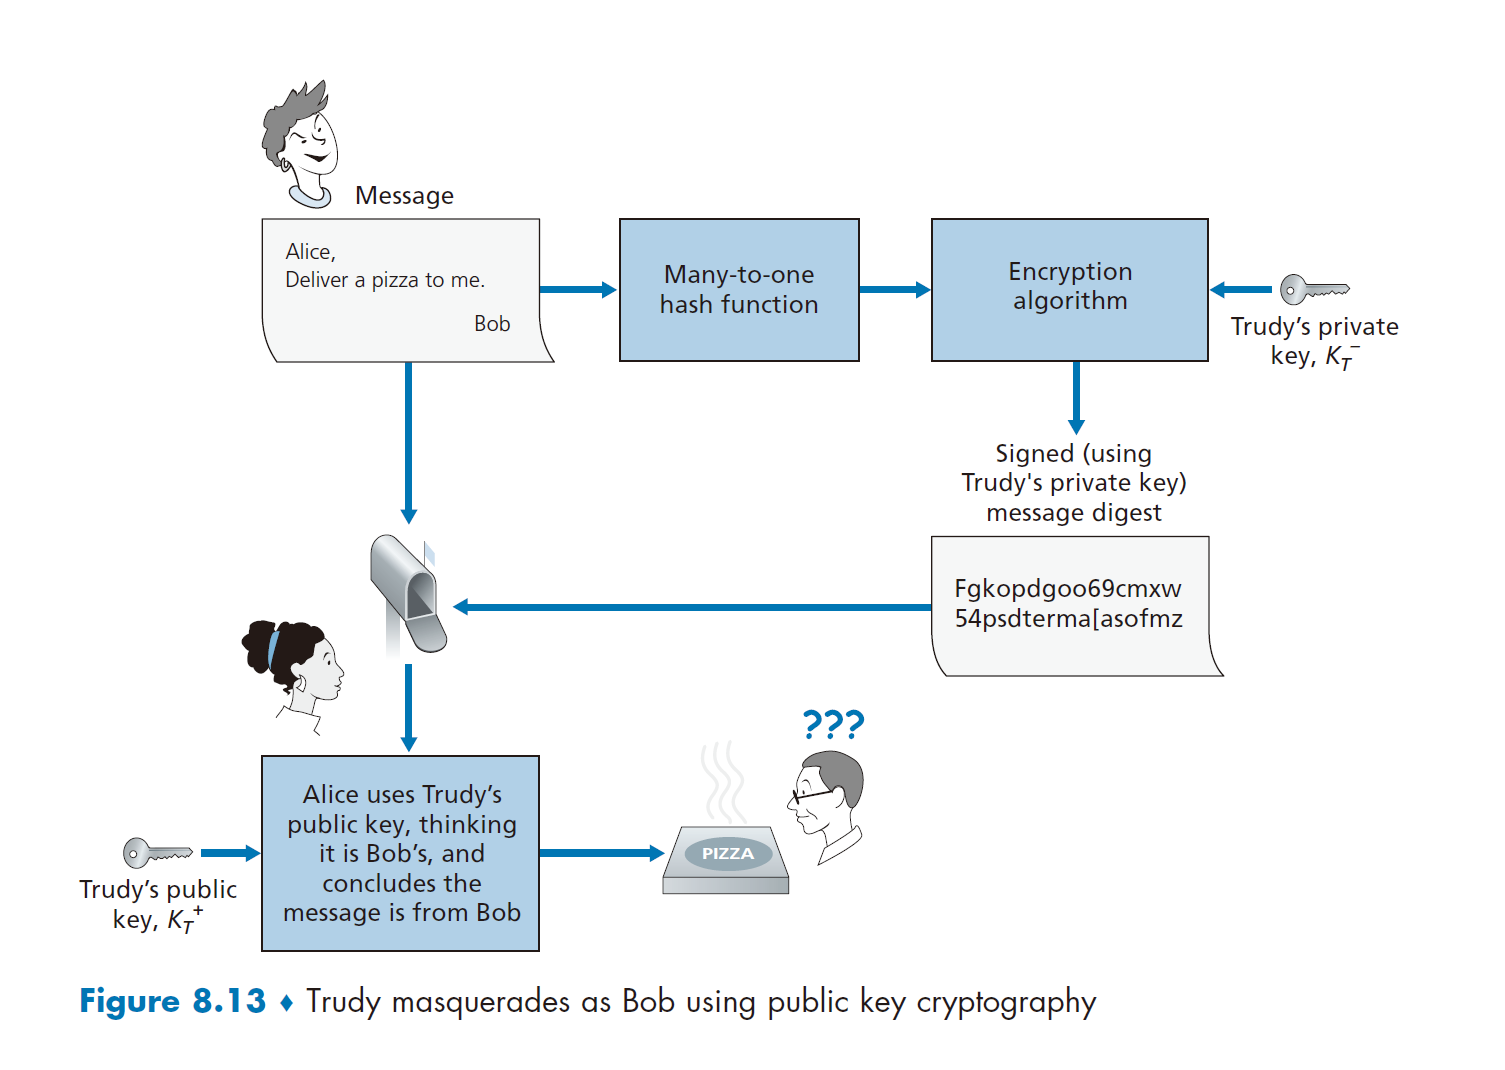 Message
Alice,
Deliver a pizza to me.
Bob
Many-to-one
hash function
Encryption
algorithm
Trudy’s private
key, K_T^−
Signed (using
Trudy's private key)
message digest
Fgkopdgoo69cmxw
54psdterma[asofmz
???
Alice uses Trudy’s
public key, thinking
it is Bob’s, and
concludes the
message is from Bob
PIZZA
Trudy’s public
key, K_T^+
Figure 8.13 ♦ Trudy masquerades as Bob using public key cryptography